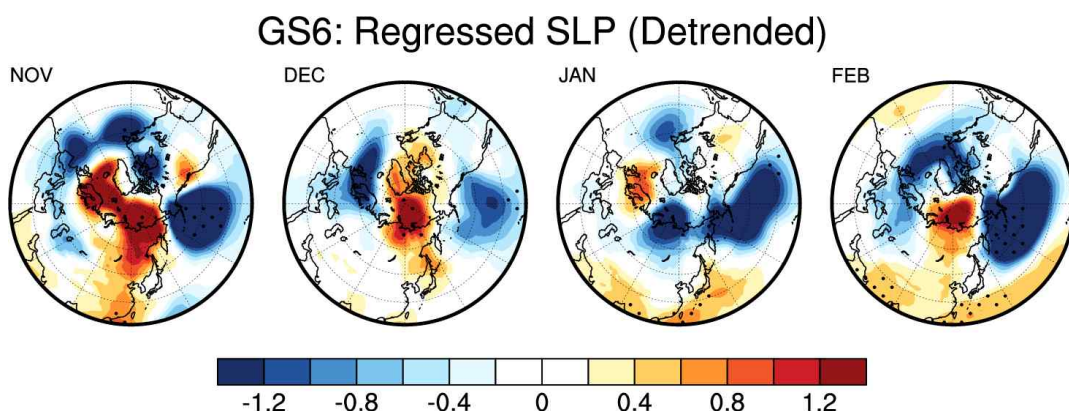 GS6: Regressed SLP (Detrended)
NOV DEC JAN FEB
-1.2 -0.8 -0.4 0 0.4 0.8 1.2